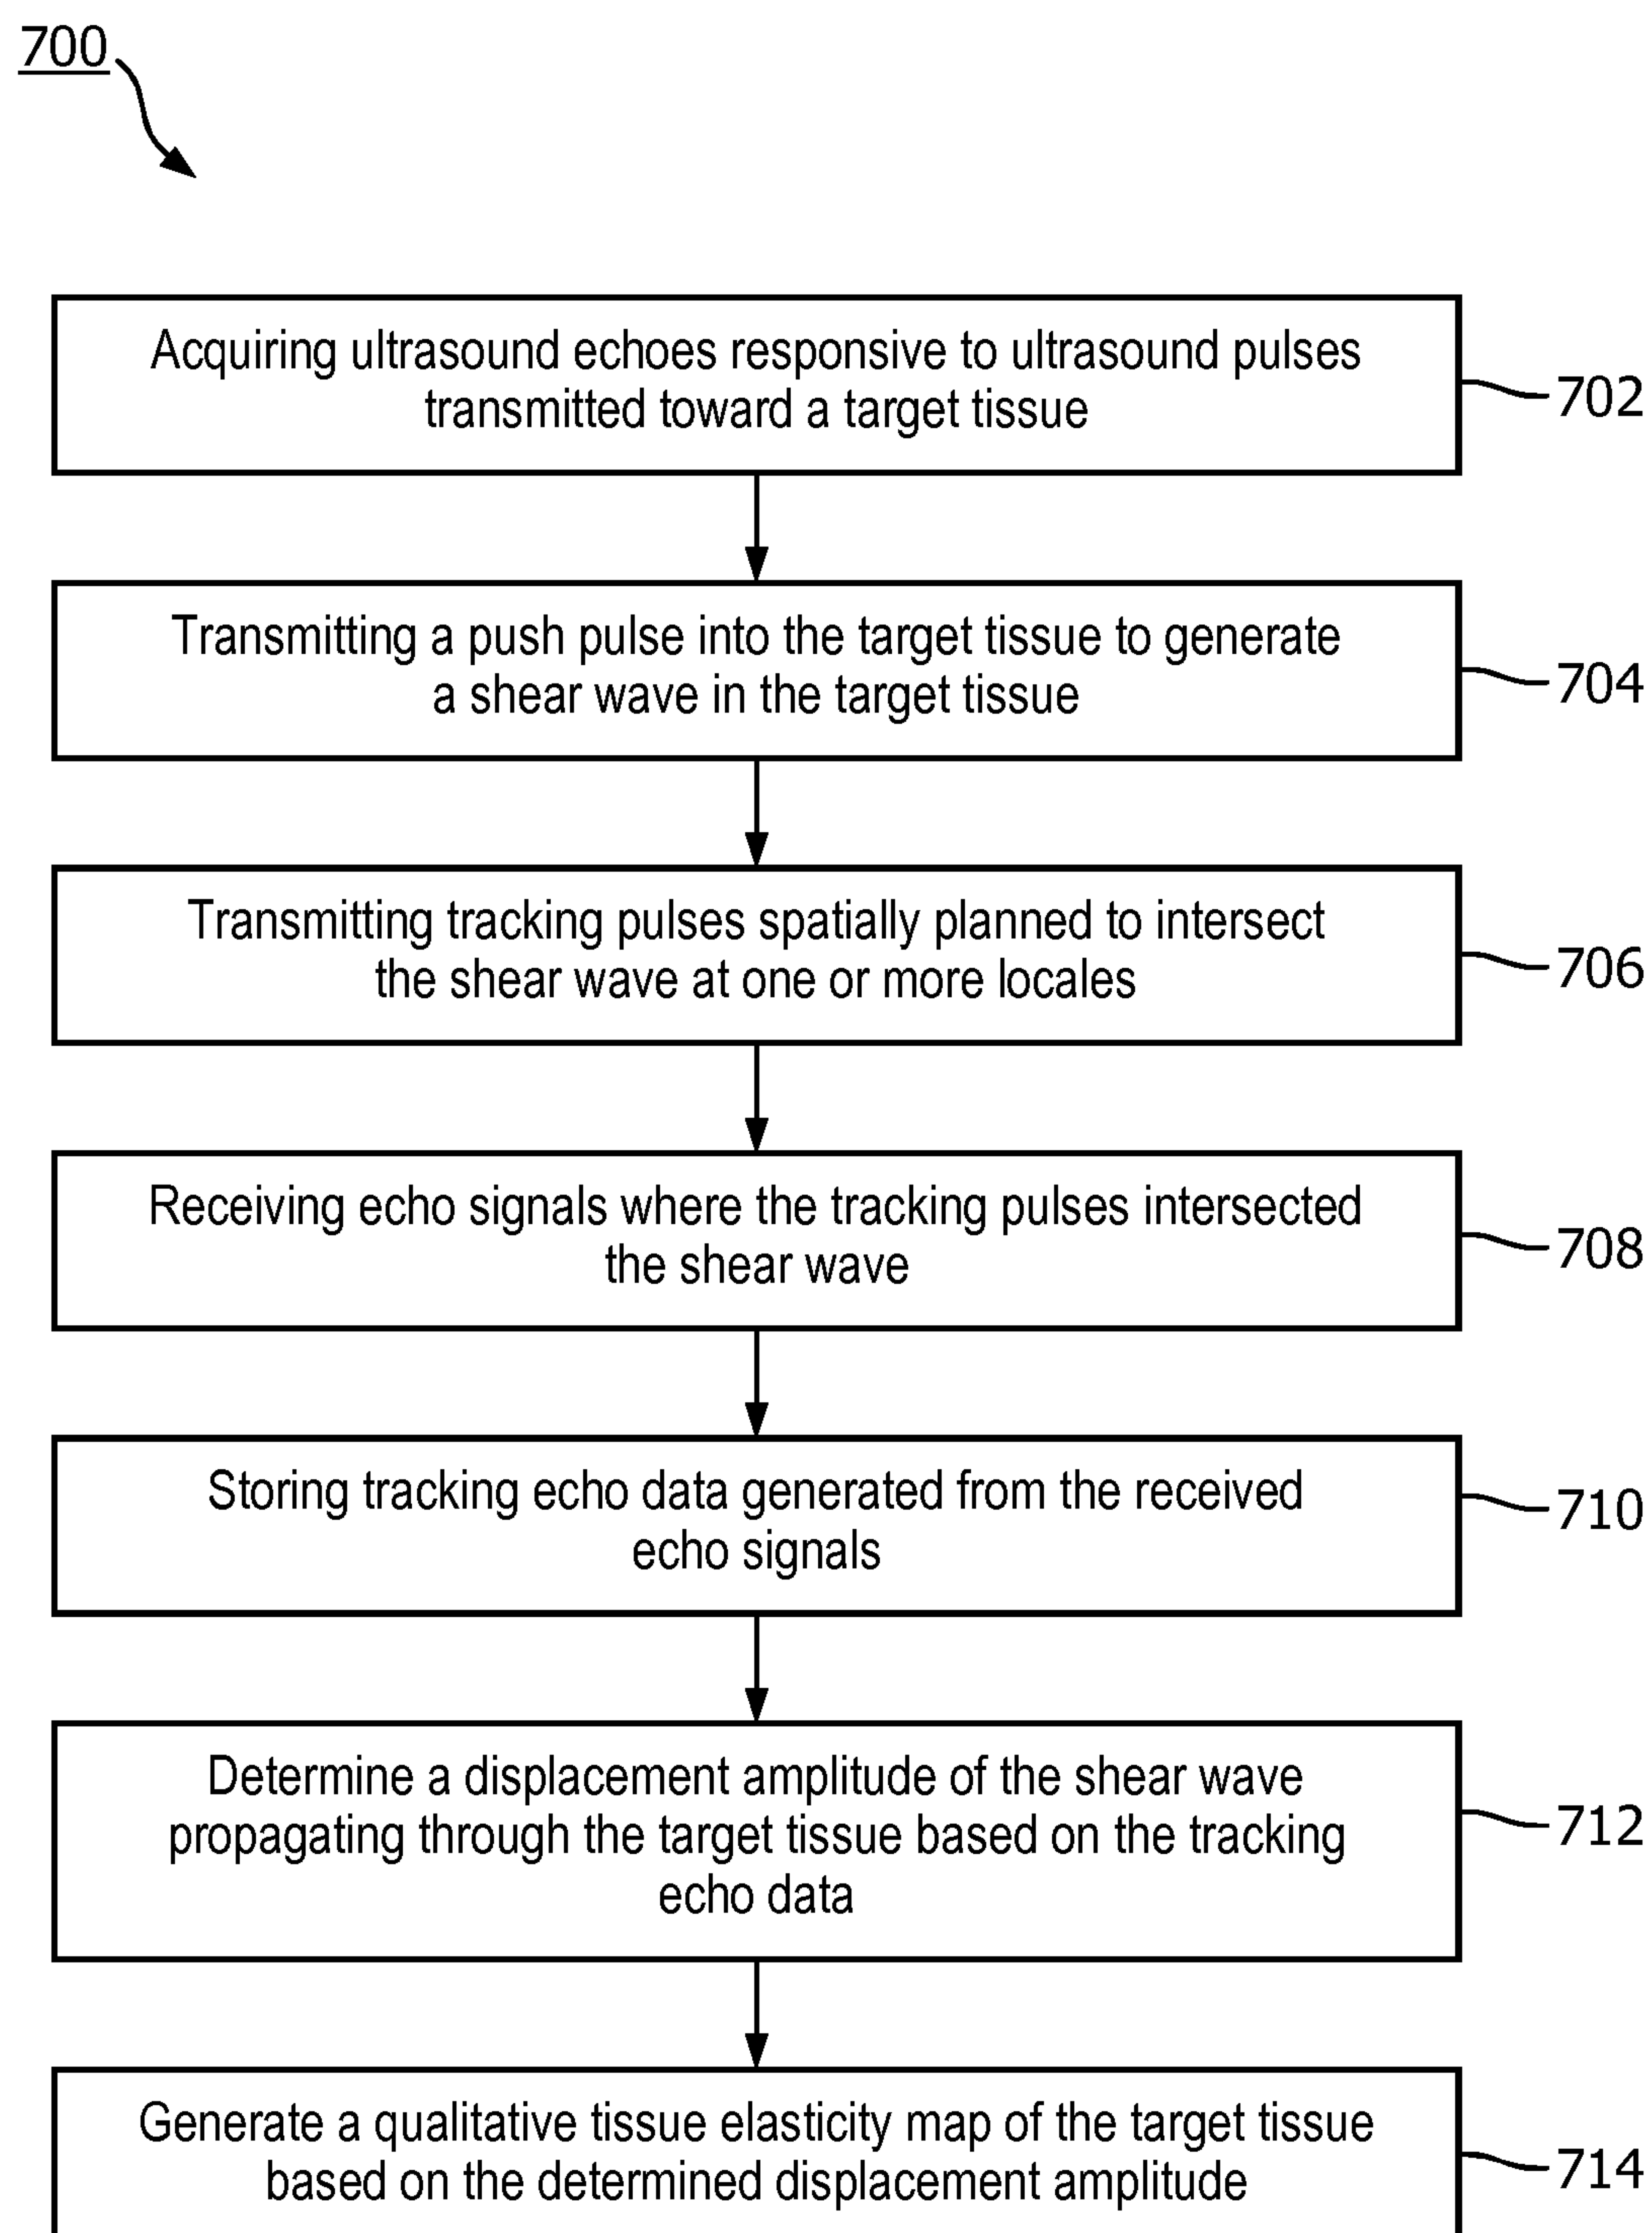 700
Acquiring ultrasound echoes responsive to ultrasound pulses
transmitted toward a target tissue
702
Transmitting a push pulse into the target tissue to generate
a shear wave in the target tissue
704
Transmitting tracking pulses spatially planned to intersect
the shear wave at one or more locales
706
Receiving echo signals where the tracking pulses intersected
the shear wave
708
Storing tracking echo data generated from the received
echo signals
710
Determine a displacement amplitude of the shear wave
propagating through the target tissue based on the tracking
echo data
712
Generate a qualitative tissue elasticity map of the target tissue
based on the determined displacement amplitude
714